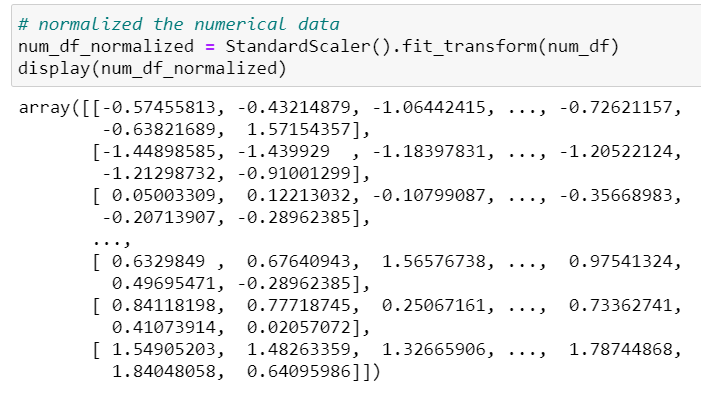 # normalized the numerical data
num_df_normalized = StandardScaler().fit_transform(num_df)
display(num_df_normalized)
array([[-0.57455813, -0.43214879, -1.06442415, ..., -0.72621157,
-0.63821689,  1.57154357],
[-1.44898585, -1.439929  , -1.18397831, ..., -1.20522124,
-1.21298732, -0.91001299],
[ 0.05003309,  0.12213032, -0.10799087, ..., -0.35668983,
-0.20713907, -0.28962385],
...,
[ 0.6329849 ,  0.67640943,  1.56576738, ...,  0.97541324,
0.49695471, -0.28962385],
[ 0.84118198,  0.77718745,  0.25067161, ...,  0.73362741,
0.41073914,  0.02057072],
[ 1.54905203,  1.48263359,  1.32665906, ...,  1.78744868,
1.84048058,  0.64095986]])